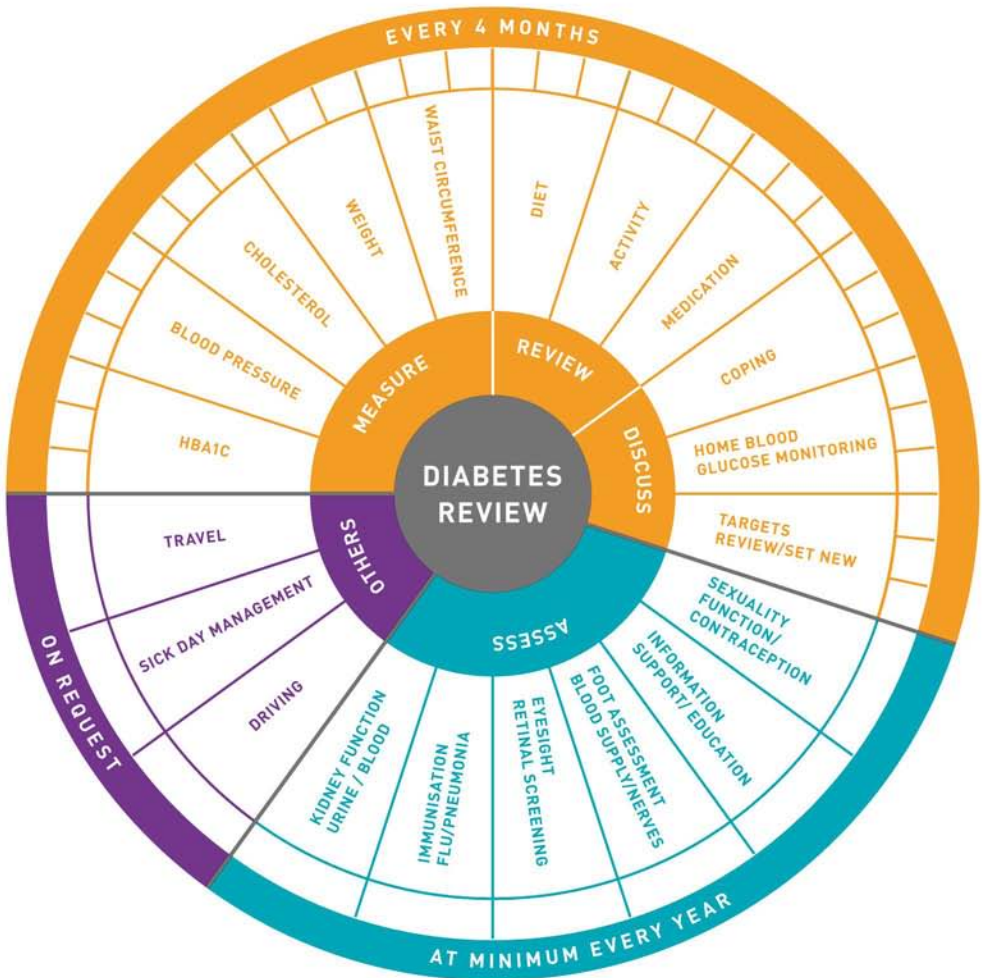 EVERY 4 MONTHS
DIABETES
REVIEW
MEASURE
HBA1C
BLOOD PRESSURE
CHOLESTEROL
WEIGHT
WAIST CIRCUMFERENCE
REVIEW
DIET
ACTIVITY
MEDICATION
DISCUSS
COPING
HOME BLOOD
GLUCOSE MONITORING
TARGETS
REVIEW/SET NEW
ASSESS
SEXUALITY
FUNCTION/
CONTRACEPTION
INFORMATION
SUPPORT/ EDUCATION
FOOT ASSESSMENT
BLOOD SUPPLY/NERVES
EYESIGHT
RETINAL SCREENING
IMMUNISATION
FLU/PNEUMONIA
KIDNEY FUNCTION
URINE / BLOOD
AT MINIMUM EVERY YEAR
OTHERS
DRIVING
SICK DAY MANAGEMENT
TRAVEL
ON REQUEST